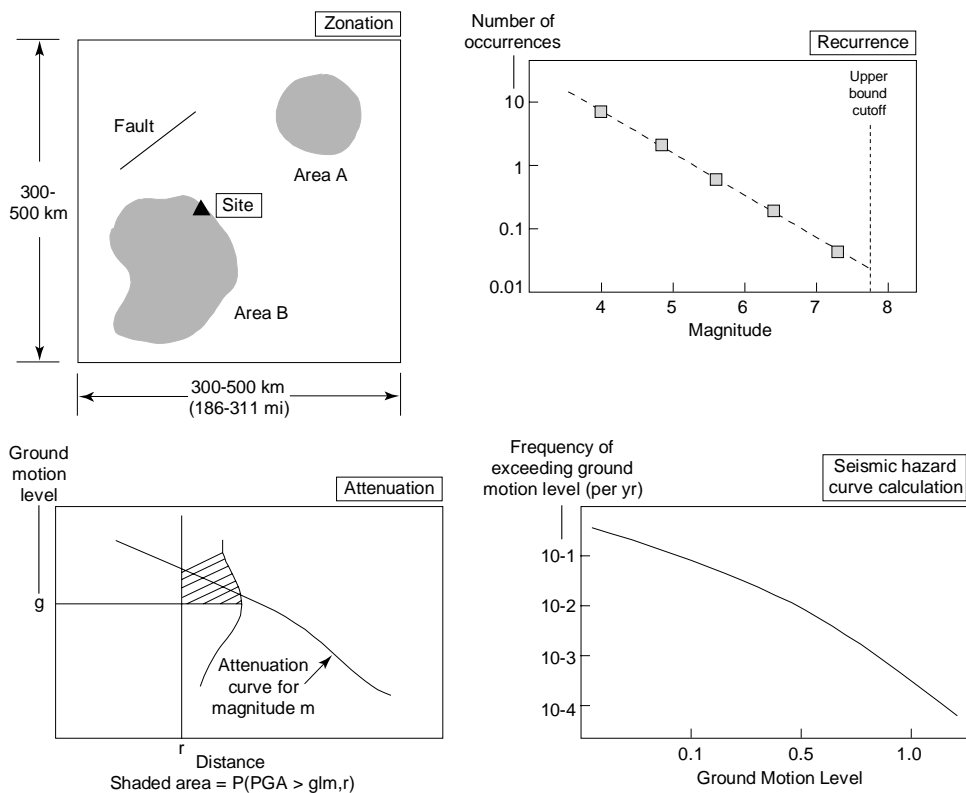 Zonation
Fault
Area A
300-
500 km
Site
Area B
300-500 km
(186-311 mi)
Number of
occurrences
Recurrence
Upper
bound
cutoff
10
1
0.1
0.01
4 5 6 7 8
Magnitude
Ground
motion
level
Attenuation
g
Attenuation
curve for
magnitude m
r
Distance
Shaded area = P(PGA > glm,r)
Frequency of
exceeding ground
motion level (per yr)
Seismic hazard
curve calculation
10-1
10-2
10-3
10-4
0.1 0.5 1.0
Ground Motion Level